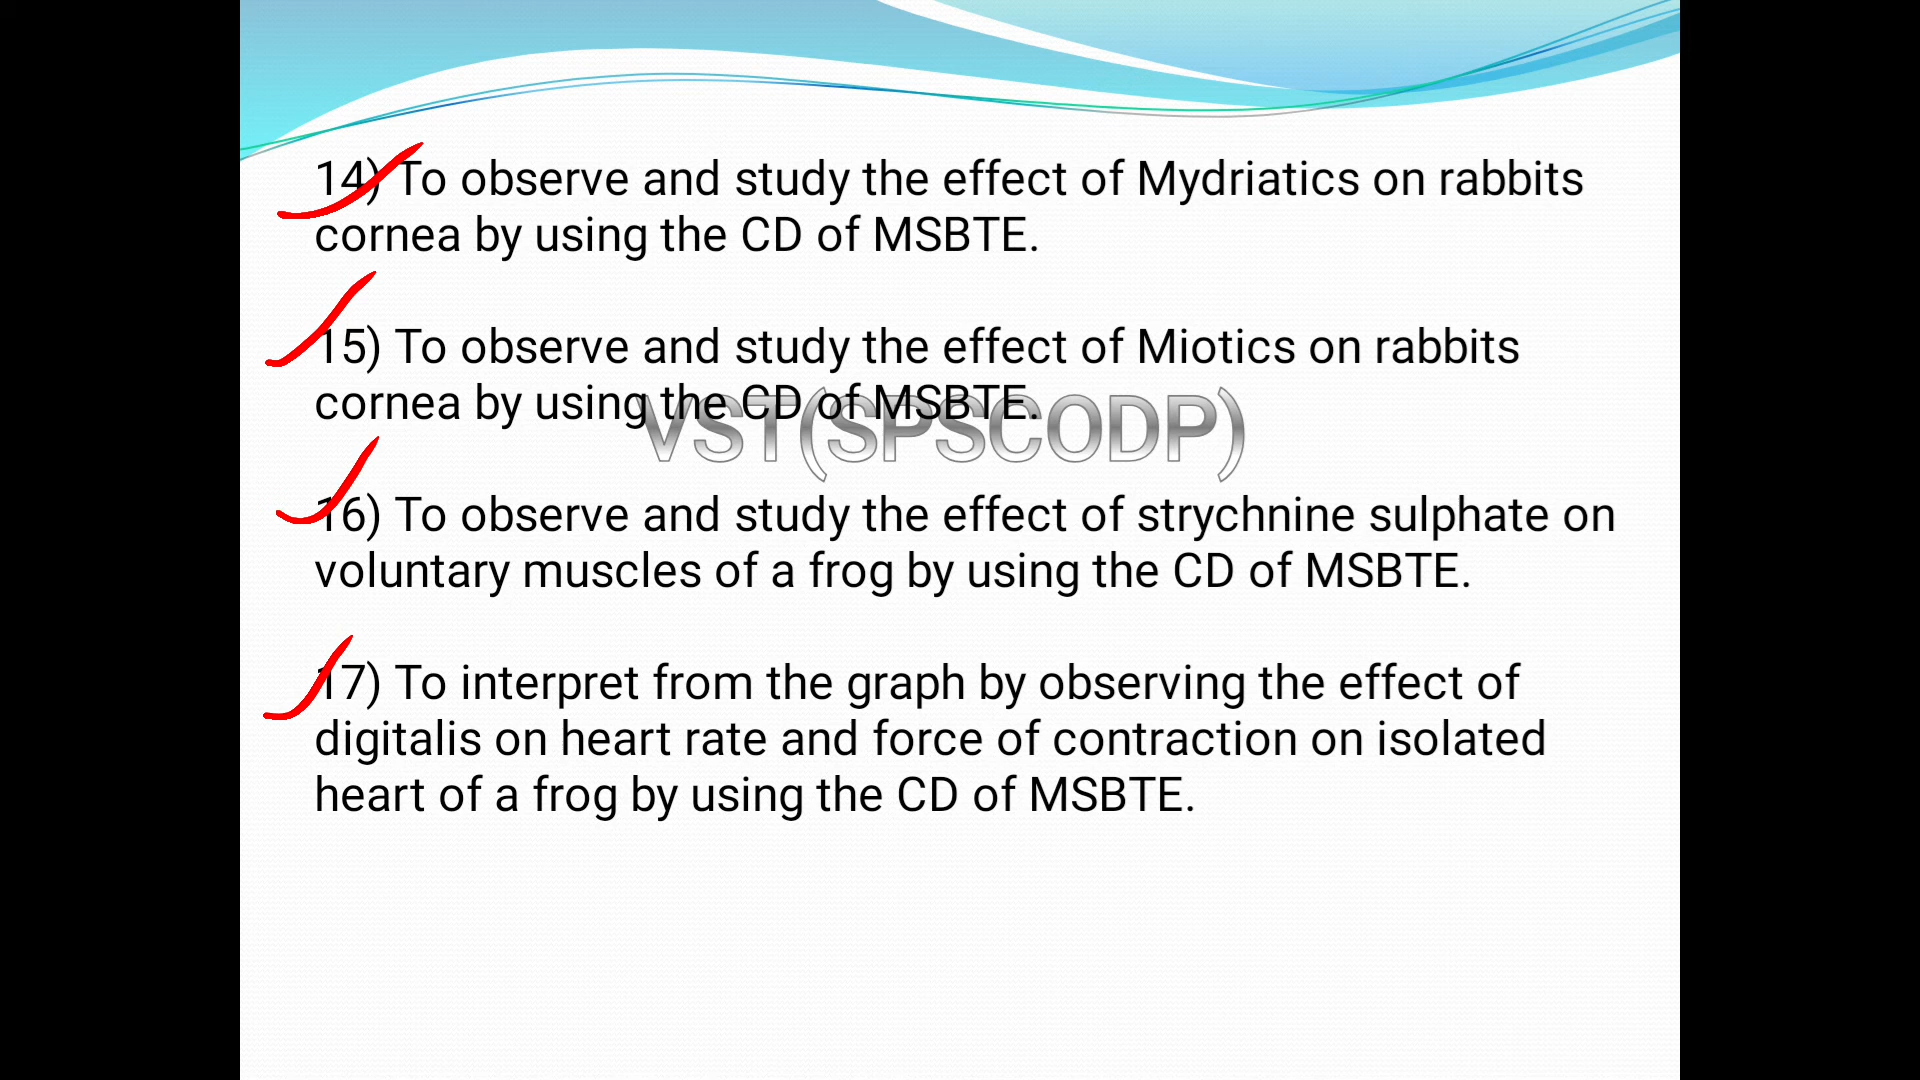 14) To observe and study the effect of Mydriatics on rabbits
cornea by using the CD of MSBTE.
15) To observe and study the effect of Miotics on rabbits
cornea by using the CD of MSBTE.
VST(SPSCODP)
16) To observe and study the effect of strychnine sulphate on
voluntary muscles of a frog by using the CD of MSBTE.
17) To interpret from the graph by observing the effect of
digitalis on heart rate and force of contraction on isolated
heart of a frog by using the CD of MSBTE.